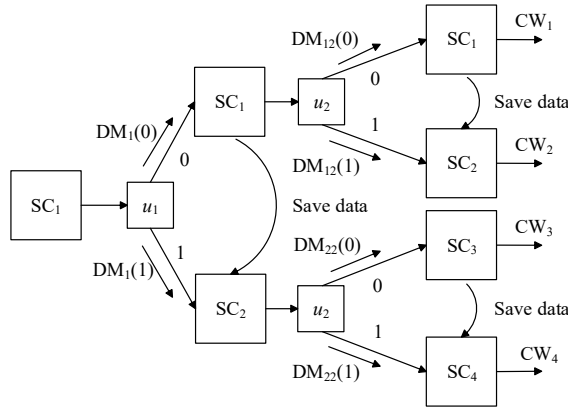 DM₁₂(0)
SC₁
CW₁
0
SC₁
u₂
DM₁(0)
1
Save data
0
DM₁₂(1)
SC₂
CW₂
SC₁
u₁
Save data
DM₂₂(0)
SC₃
CW₃
1
DM₁(1)
0
SC₂
u₂
1
Save data
DM₂₂(1)
SC₄
CW₄